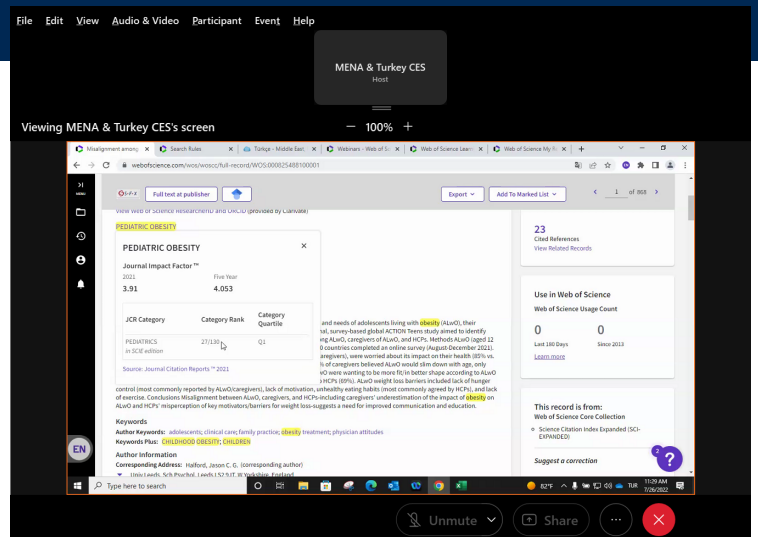 File Edit View Audio & Video Participant Event Help
MENA & Turkey CES
Host
Viewing MENA & Turkey CES's screen
− 100% +
Misalignment among
Search Rules
Türkçe - Middle East,
Webinars - Web of Sc
Web of Science Learn
Web of Science My R
webofscience.com/wos/woscc/full-record/WOS:000825488100001
MENU
S·F·X
Full text at publisher
Export
Add To Marked List
1 of 868
View Web of Science ResearcherID and ORCID (provided by Clarivate)
PEDIATRIC OBESITY
PEDIATRIC OBESITY
Journal Impact Factor ™
2021 Five Year
3.91 4.053
JCR Category Category Rank Category Quartile
PEDIATRICS 27/130 Q1
in SCIE edition
Source: Journal Citation Reports ™ 2021
and needs of adolescents living with obesity (ALwO), their
nal, survey-based global ACTION Teens study aimed to identify
ong ALwO, caregivers of ALwO, and HCPs. Methods ALwO (aged 12
0 countries completed an online survey (August-December 2021).
aregivers), were worried about its impact on their health (85% vs.
% of caregivers believed ALwO would slim down with age, only
wO were wanting to be more fit/in better shape according to ALwO
HCPs (69%). ALwO weight loss barriers included lack of hunger
control (most commonly reported by ALwO/caregivers), lack of motivation, unhealthy eating habits (most commonly agreed by HCPs), and lack
of exercise. Conclusions Misalignment between ALwO, caregivers, and HCPs-including caregivers' underestimation of the impact of obesity on
ALwO and HCPs' misperception of key motivators/barriers for weight loss-suggests a need for improved communication and education.
Keywords
Author Keywords: adolescents; clinical care; family practice; obesity treatment; physician attitudes
Keywords Plus: CHILDHOOD OBESITY; CHILDREN
Author Information
Corresponding Address: Halford, Jason C. G. (corresponding author)
Univ Leeds, Sch Psychol, Leeds LS2 9JT, W Yorkshire, England
23
Cited References
View Related Records
Use in Web of Science
Web of Science Usage Count
0 0
Last 180 Days Since 2013
Learn more
This record is from:
Web of Science Core Collection
Science Citation Index Expanded (SCI-
EXPANDED)
Suggest a correction
2
?
EN
Type here to search
82°F
TUR
11:29 AM
7/26/2022
Unmute
Share